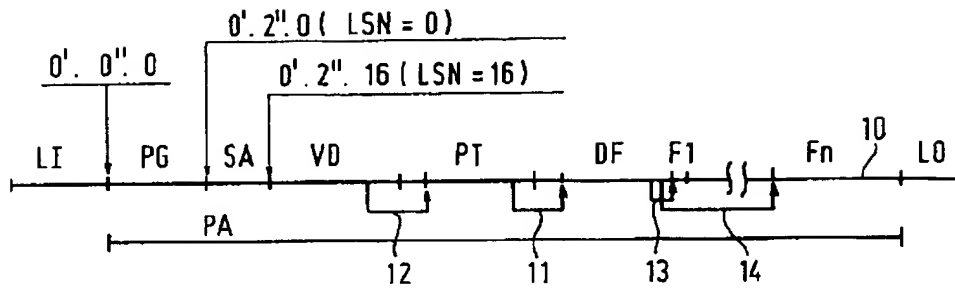 0'. 2". 0 ( LSN = 0)
0'. 0". 0
0'. 2". 16 ( LSN = 16)
LI PG SA VD PT DF F1 Fn 10 LO
PA
12 11 13 14